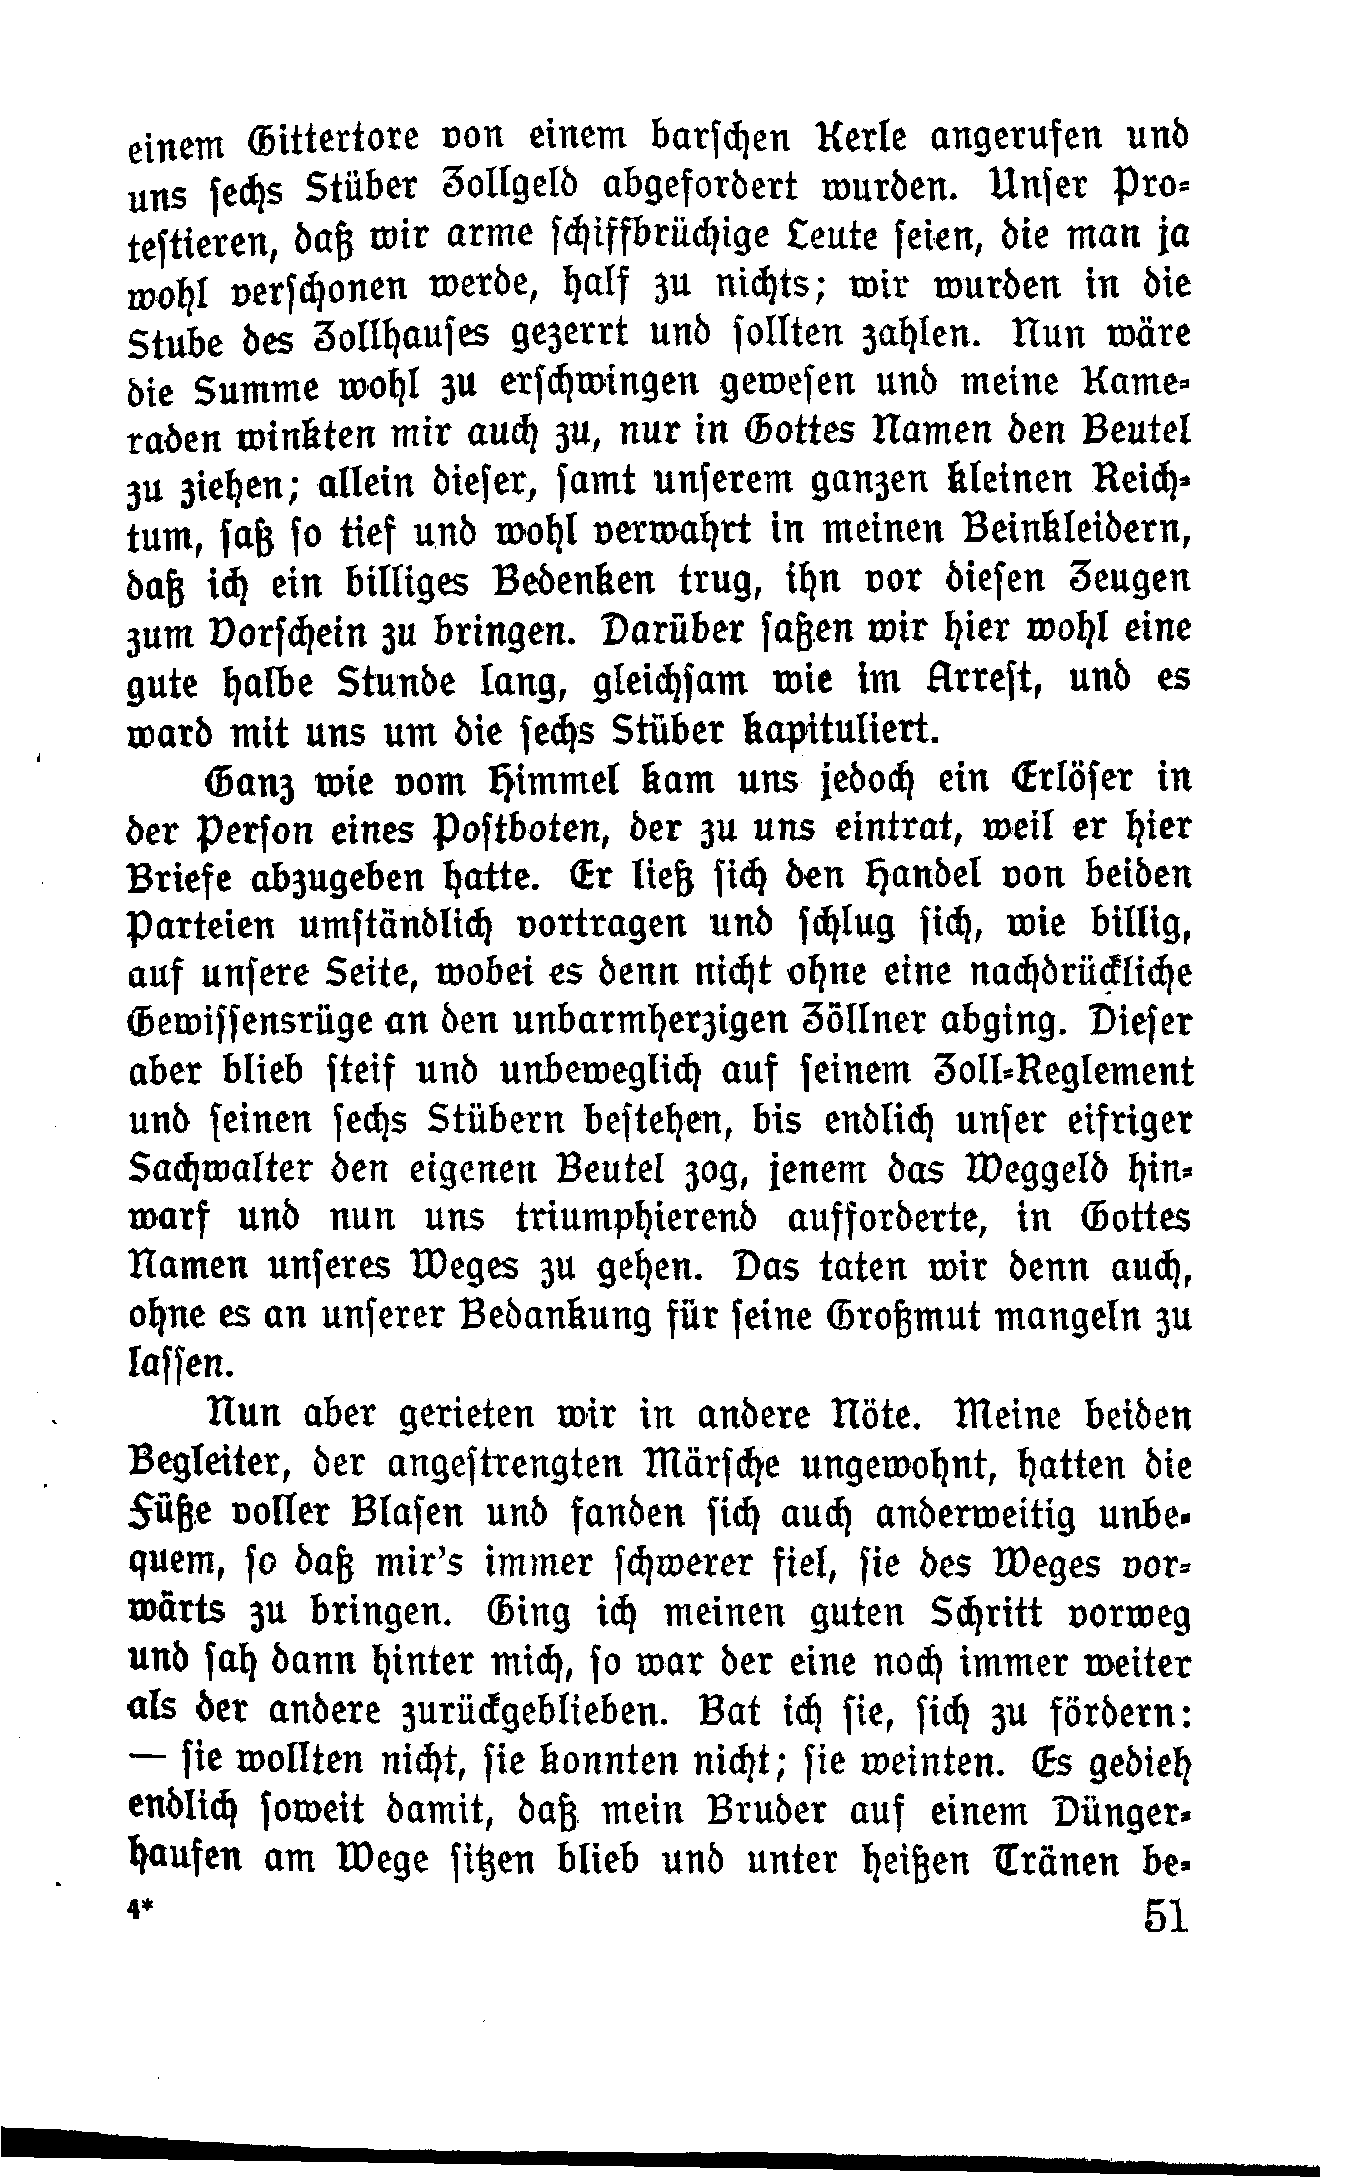 einem Gittertore von einem barschen Kerle angerufen und
uns sechs Stüber Zollgeld abgefordert wurden. Unser Pro-
testieren, daß wir arme schiffbrüchige Leute seien, die man ja
wohl verschonen werde, half zu nichts; wir wurden in die
Stube des Zollhauses gezerrt und sollten zahlen. Nun wäre
die Summe wohl zu erschwingen gewesen und meine Kame-
raden winkten mir auch zu, nur in Gottes Namen den Beutel
zu ziehen; allein dieser, samt unserem ganzen kleinen Reich-
tum, saß so tief und wohl verwahrt in meinen Beinkleidern,
daß ich ein billiges Bedenken trug, ihn vor diesen Zeugen
zum Vorschein zu bringen. Darüber saßen wir hier wohl eine
gute halbe Stunde lang, gleichsam wie im Arrest, und es
ward mit uns um die sechs Stüber kapituliert.
Ganz wie vom Himmel kam uns jedoch ein Erlöser in
der Person eines Postboten, der zu uns eintrat, weil er hier
Briefe abzugeben hatte. Er ließ sich den Handel von beiden
Parteien umständlich vortragen und schlug sich, wie billig,
auf unsere Seite, wobei es denn nicht ohne eine nachdrückliche
Gewissensrüge an den unbarmherzigen Zöllner abging. Dieser
aber blieb steif und unbeweglich auf seinem Zoll-Reglement
und seinen sechs Stübern bestehen, bis endlich unser eifriger
Sachwalter den eigenen Beutel zog, jenem das Weggeld hin-
warf und nun uns triumphierend aufforderte, in Gottes
Namen unseres Weges zu gehen. Das taten wir denn auch,
ohne es an unserer Bedankung für seine Großmut mangeln zu
lassen.
Nun aber gerieten wir in andere Nöte. Meine beiden
Begleiter, der angestrengten Märsche ungewohnt, hatten die
Füße voller Blasen und fanden sich auch anderweitig unbe-
quem, so daß mir's immer schwerer fiel, sie des Weges vor-
wärts zu bringen. Ging ich meinen guten Schritt vorweg
und sah dann hinter mich, so war der eine noch immer weiter
als der andere zurückgeblieben. Bat ich sie, sich zu fördern:
— sie wollten nicht, sie konnten nicht; sie weinten. Es gedieh
endlich soweit damit, daß mein Bruder auf einem Dünger-
haufen am Wege sitzen blieb und unter heißen Tränen be-
4*
51